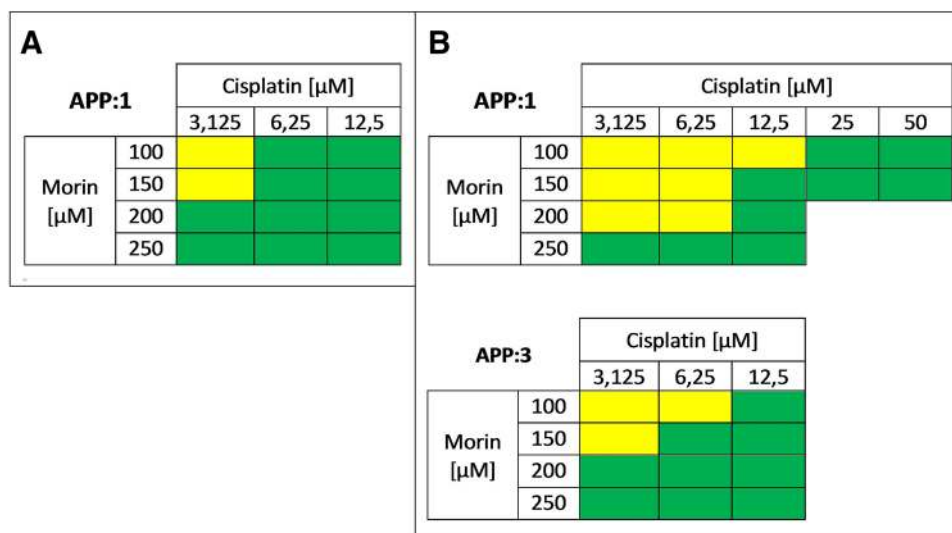 A
APP:1
Cisplatin [µM]
3,125 6,25 12,5
Morin [µM]
100
150
200
250
B
APP:1
Cisplatin [µM]
3,125 6,25 12,5 25 50
Morin [µM]
100
150
200
250
APP:3
Cisplatin [µM]
3,125 6,25 12,5
Morin [µM]
100
150
200
250